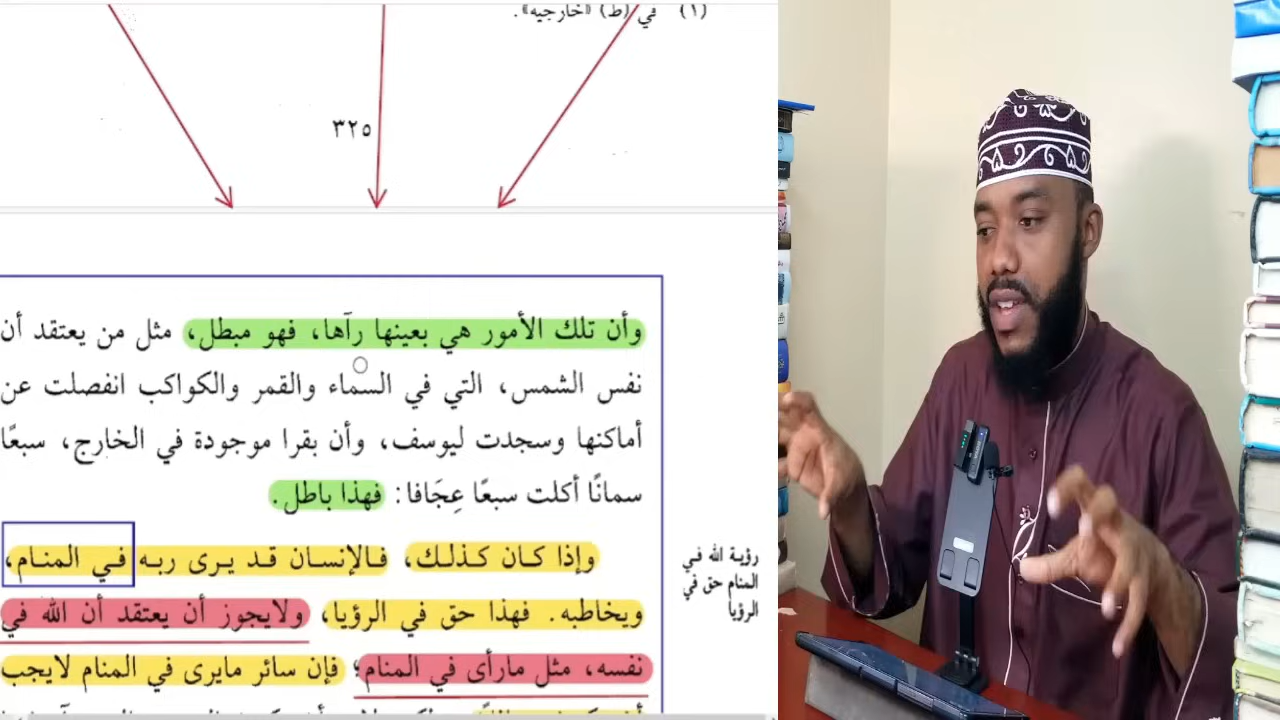 (١) في (ط) «خارجيه».
٣٢٥
وأن تلك الأمور هي بعينها رآها، فهو مبطل، مثل من يعتقد أن
نفس الشمس، التي في السماء والقمر والكواكب انفصلت عن
أماكنها وسجدت ليوسف، وأن بقرا موجودة في الخارج، سبعًا
سمانًا أكلت سبعًا عِجَافا: فهذا باطل.
وإذا كان كذلك، فالإنسان قد يرى ربه في المنام،
ويخاطبه. فهذا حق في الرؤيا، ولايجوز أن يعتقد أن الله في
نفسه، مثل مارأى في المنام؛ فإن سائر مايرى في المنام لايجب
رؤية الله في
المنام حق في
الرؤيا